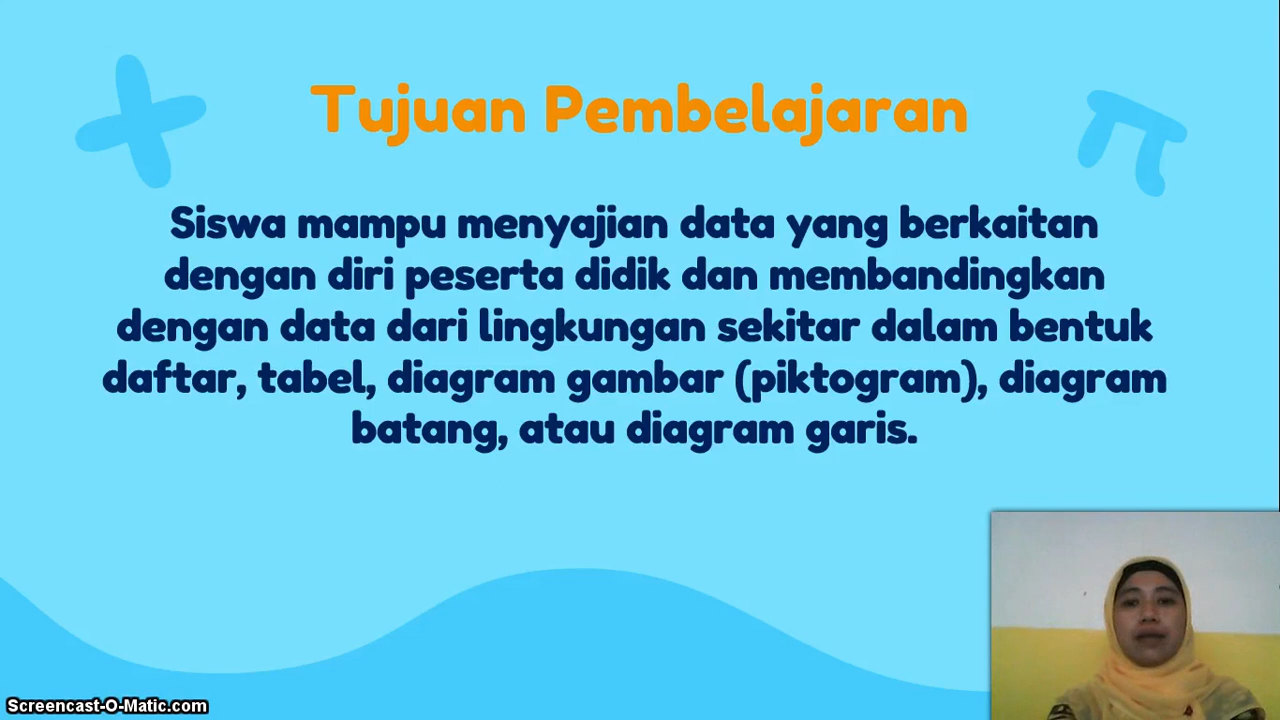 Tujuan Pembelajaran
Siswa mampu menyajian data yang berkaitan
dengan diri peserta didik dan membandingkan
dengan data dari lingkungan sekitar dalam bentuk
daftar, tabel, diagram gambar (piktogram), diagram
batang, atau diagram garis.
Screencast-O-Matic.com